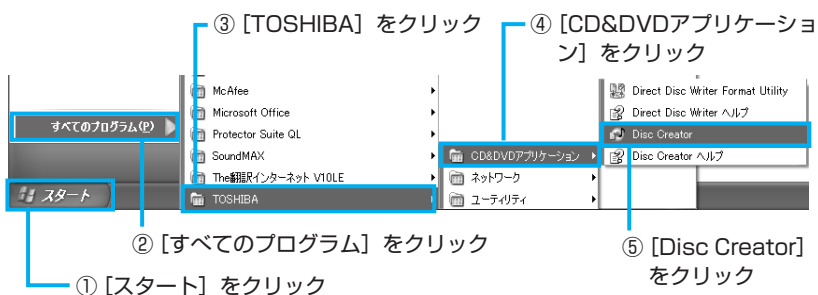 ③ [TOSHIBA] をクリック
④ [CD&DVDアプリケーショ
ン] をクリック
McAfee
Microsoft Office
Protector Suite QL
SoundMAX
The翻訳インターネット V10LE
TOSHIBA
すべてのプログラム(P)
スタート
CD&DVDアプリケーション
ネットワーク
ユーティリティ
Direct Disc Writer Format Utility
Direct Disc Writer ヘルプ
Disc Creator
Disc Creator ヘルプ
② [すべてのプログラム] をクリック
① [スタート] をクリック
⑤ [Disc Creator]
をクリック